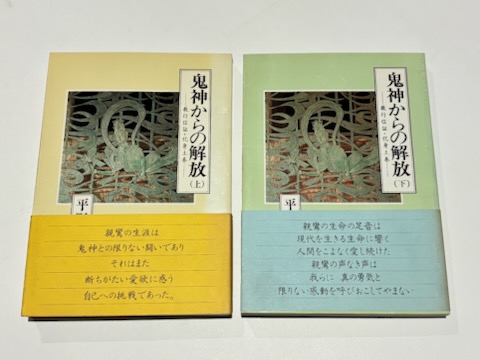 鬼神からの解放(上)
教行信証・化身土巻
平
親鸞の生涯は
鬼神との限りない闘いであり
それはまた
断ちがたい愛欲に惑う
自己への挑戦であった。
鬼神からの解放(下)
教行信証・化身土巻
平
親鸞の生命の足音は
現代を生きる生命に響く
人間をこよなく愛し続けた
親鸞の声なき声は
我らに 真の勇気と
限りない感動を呼びおこしてやまない